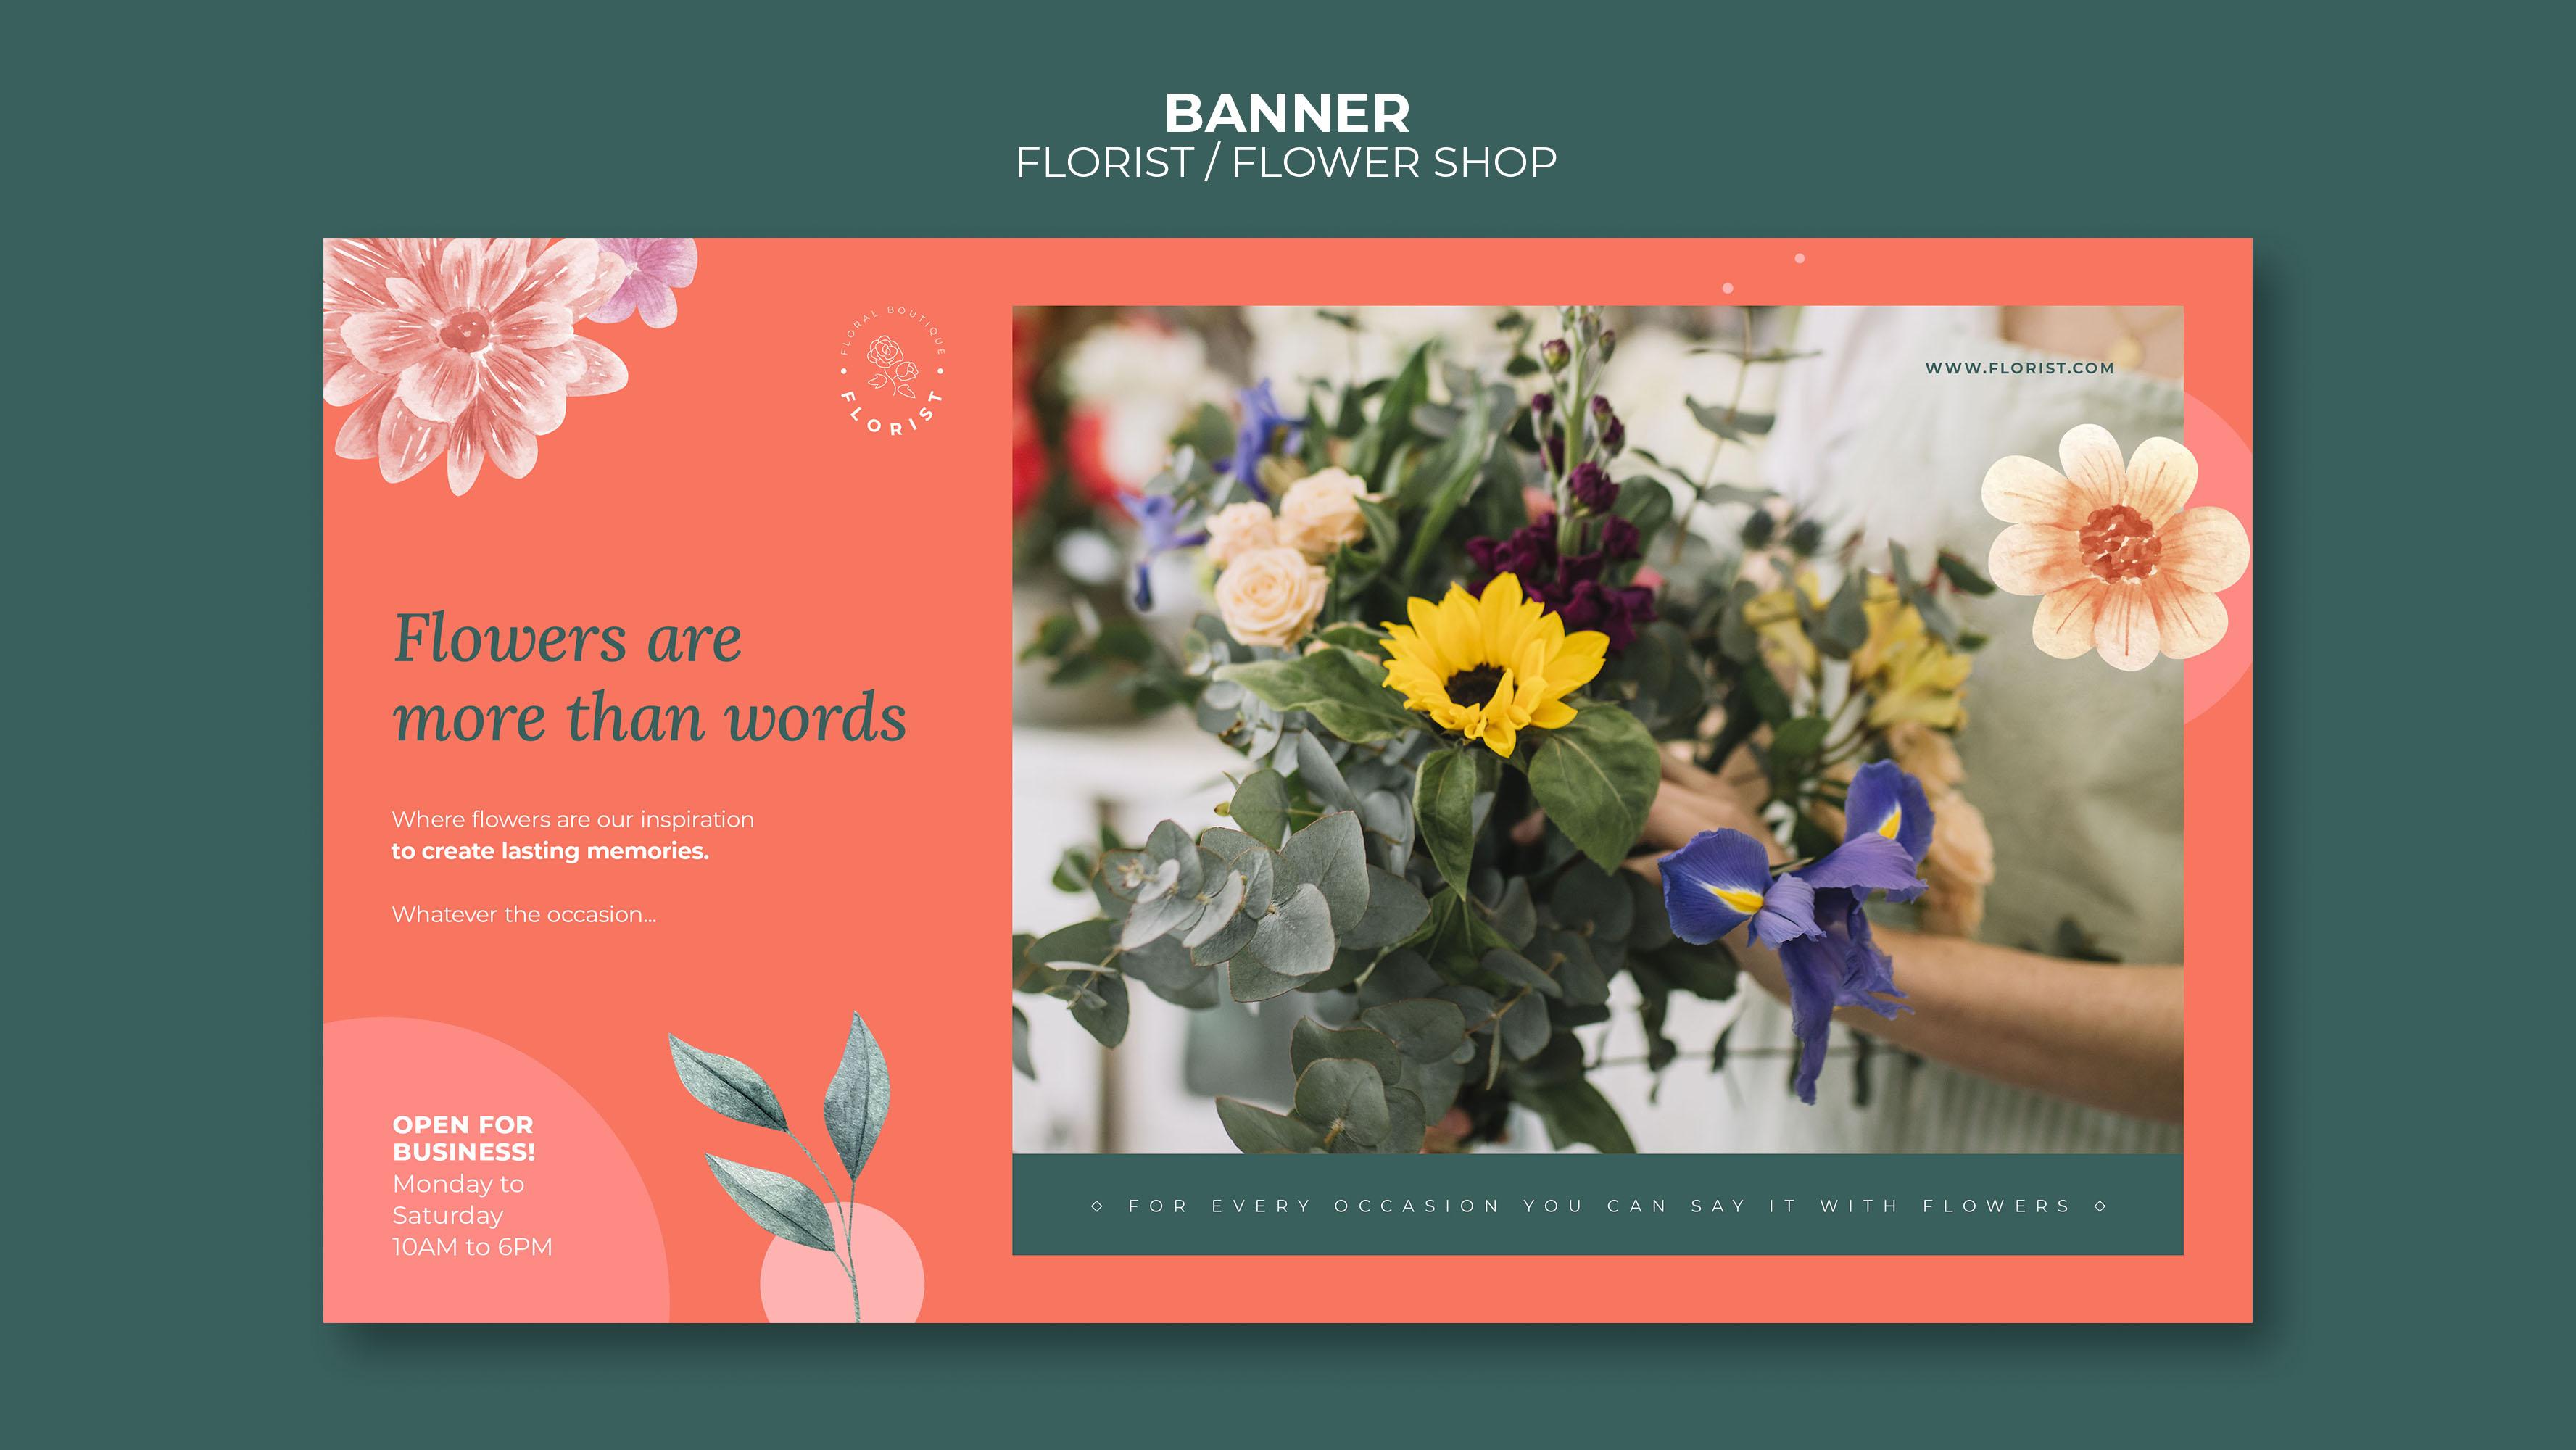 BANNER
FLORIST / FLOWER SHOP
FLORAL BOUTIQUE
FLORIST
WWW.FLORIST.COM
Flowers are
more than words
Where flowers are our inspiration
to create lasting memories.
Whatever the occasion...
OPEN FOR
BUSINESS!
Monday to
Saturday
10AM to 6PM
FOR EVERY OCCASION YOU CAN SAY IT WITH FLOWERS